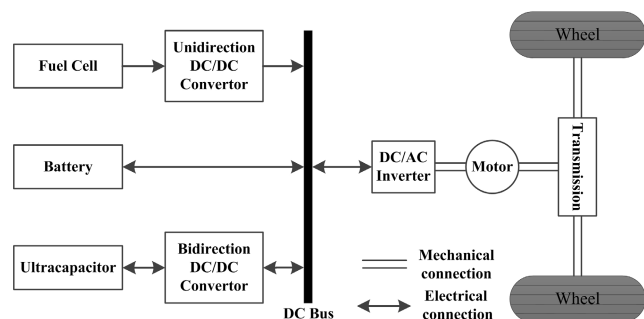 Wheel
Fuel Cell
Unidirection
DC/DC
Convertor
Battery
DC/AC
Inverter
Motor
Transmission
Ultracapacitor
Bidirection
DC/DC
Convertor
DC Bus
Mechanical
connection
Electrical
connection
Wheel